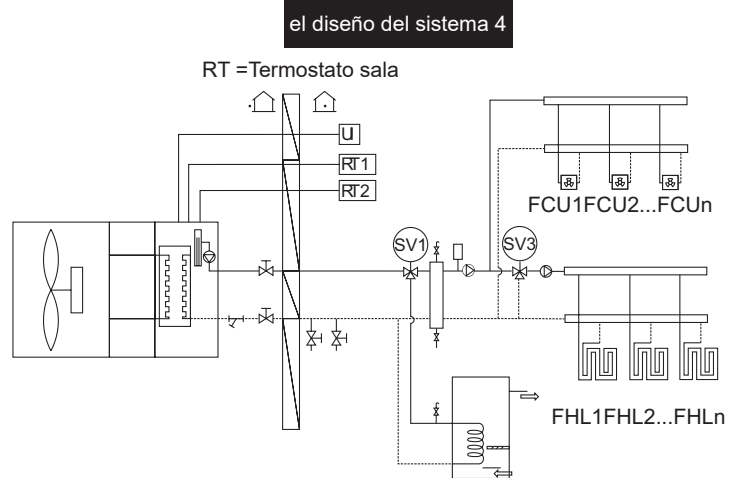 el diseño del sistema 4
RT =Termostato sala
U
RT1
RT2
FCU1FCU2...FCUn
SV1
SV3
FHL1FHL2...FHLn